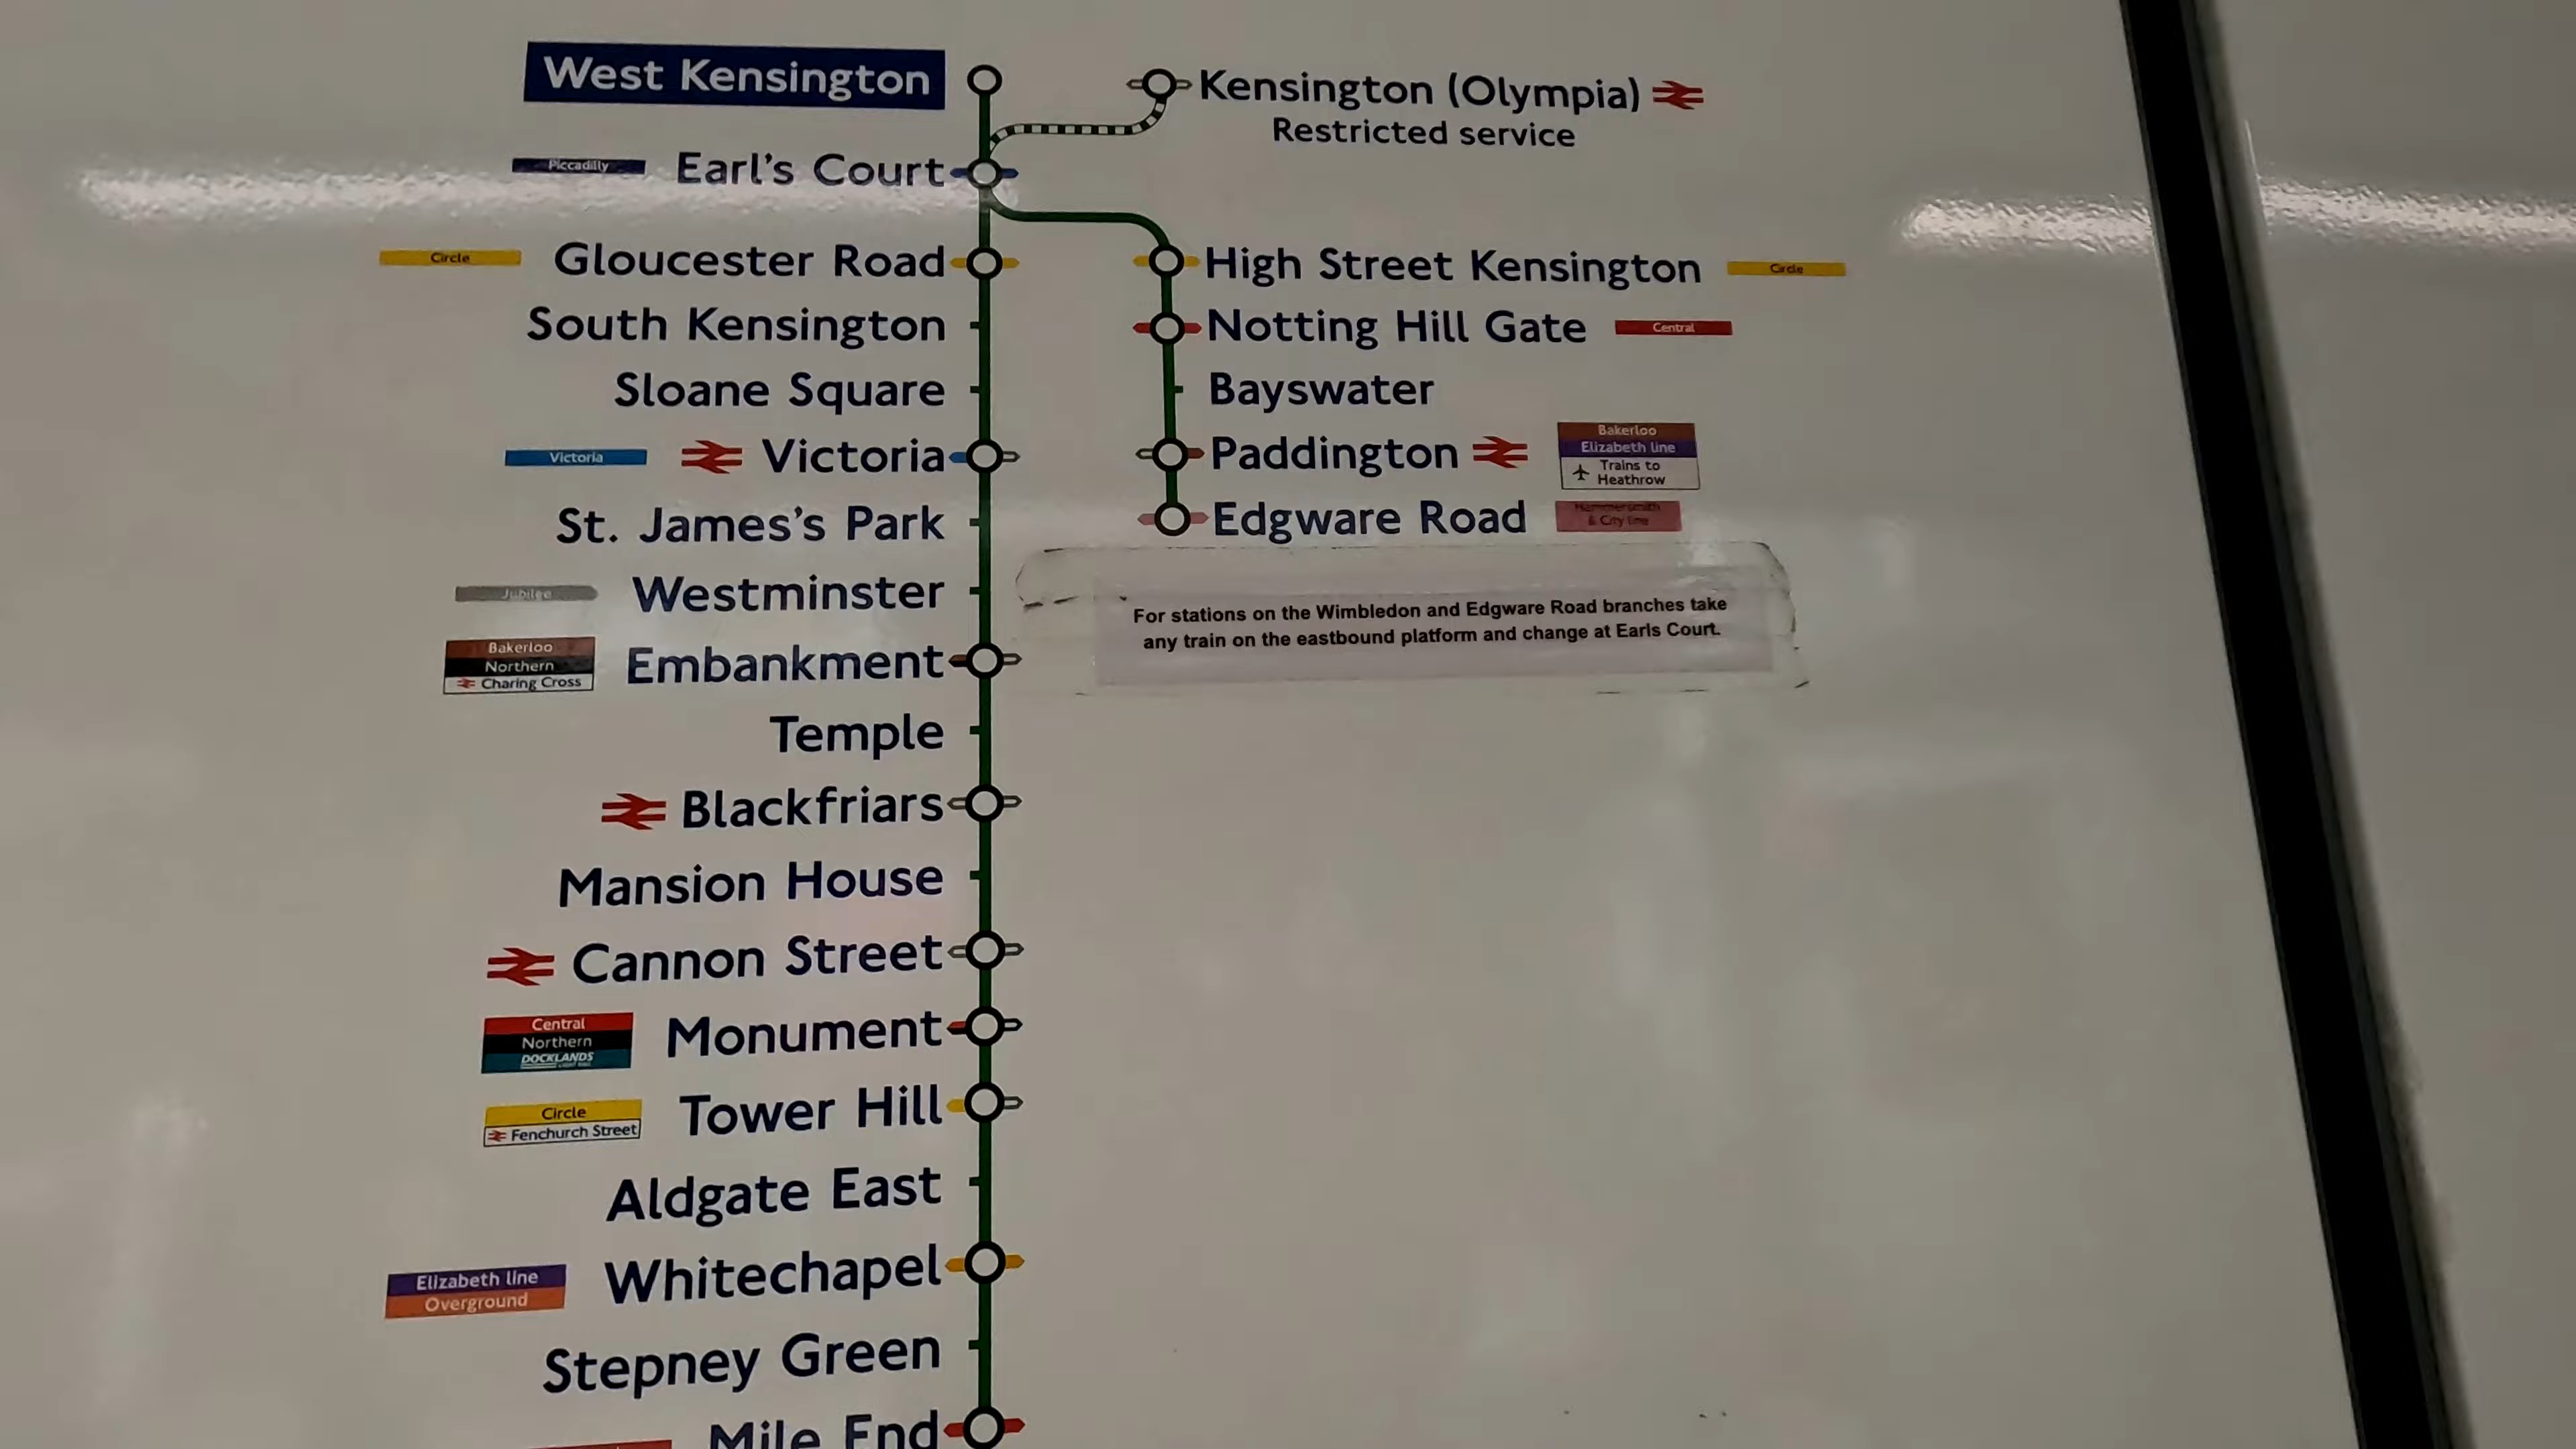 West Kensington
Kensington (Olympia)
Restricted service
Piccadilly
Earl's Court
Circle
Gloucester Road
High Street Kensington
Circle
South Kensington
Notting Hill Gate
Central
Sloane Square
Bayswater
Victoria
Victoria
Paddington
Bakerloo
Elizabeth line
Trains to
Heathrow
St. James's Park
Edgware Road
Hammersmith
& City line
Jubilee
Westminster
For stations on the Wimbledon and Edgware Road branches take
any train on the eastbound platform and change at Earls Court.
Bakerloo
Northern
Charing Cross
Embankment
Temple
Blackfriars
Mansion House
Cannon Street
Central
Northern
DOCKLANDS
Monument
Circle
Fenchurch Street
Tower Hill
Aldgate East
Elizabeth line
Overground
Whitechapel
Stepney Green
Mile End